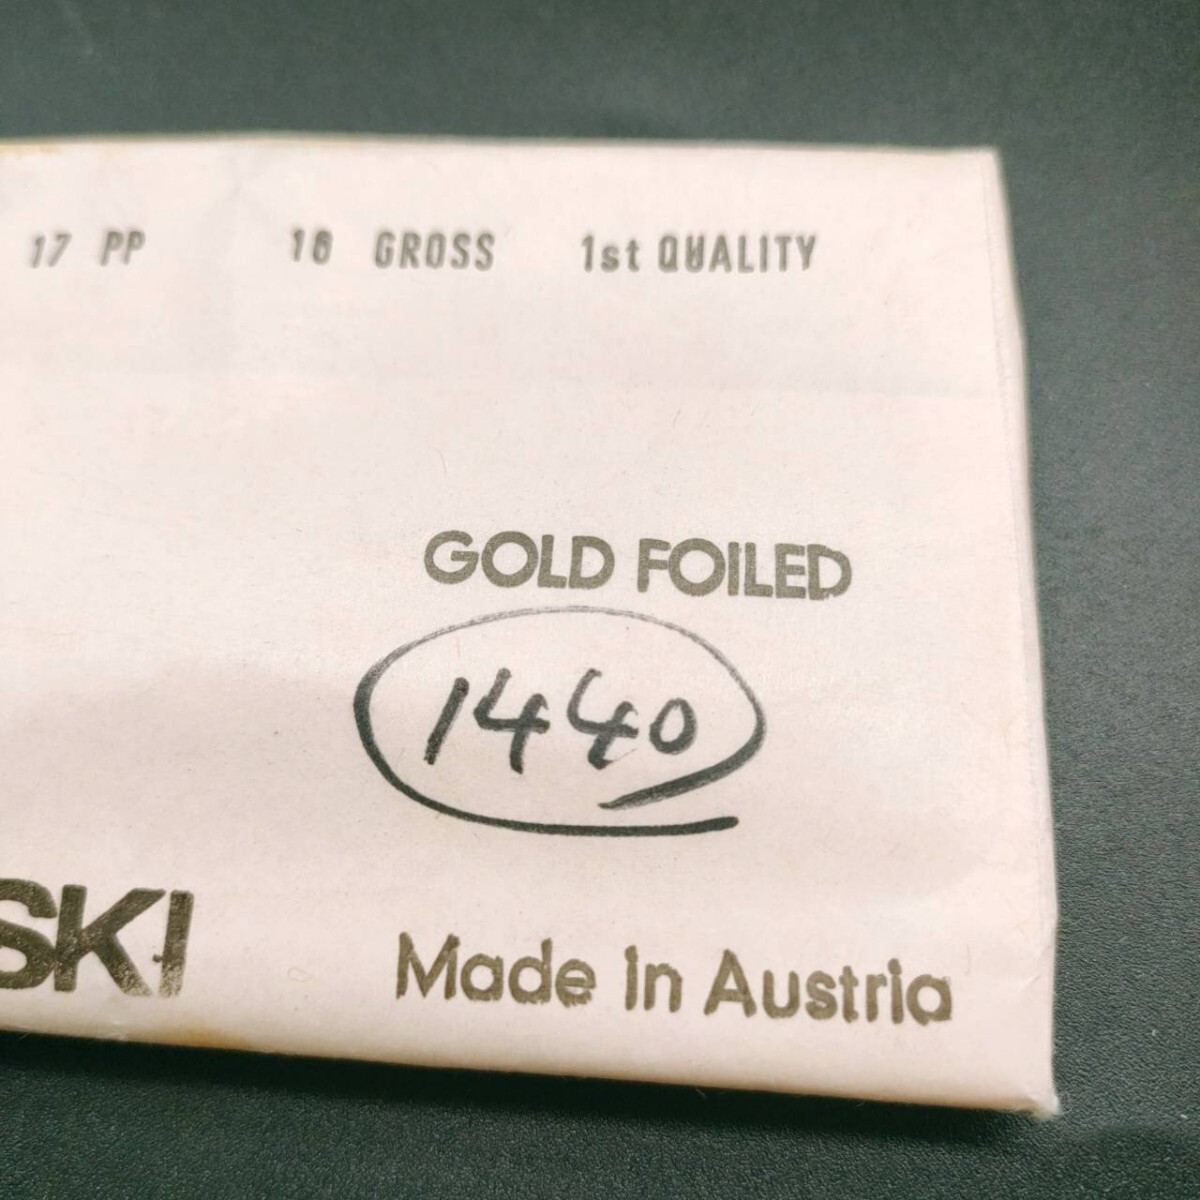 17 PP 10 GROSS 1st QUALITY
GOLD FOILED
1440
SKI
Made in Austria